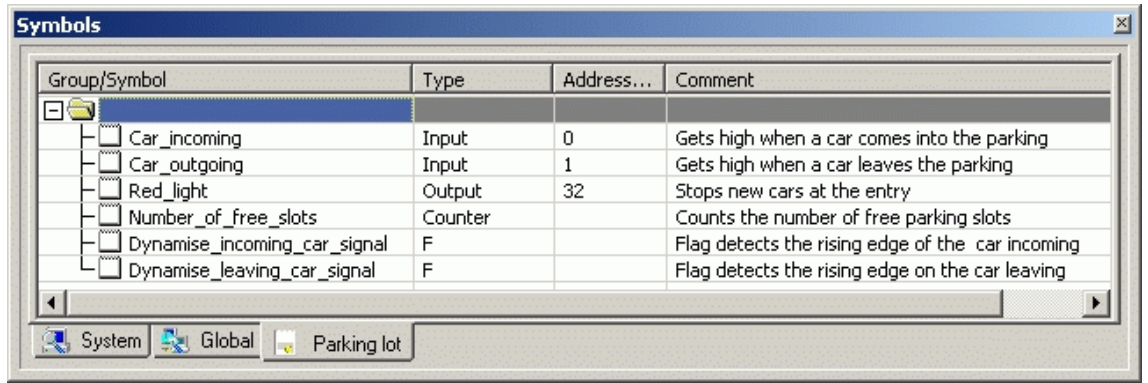 Symbols
Group/Symbol Type Address... Comment
Car_incoming Input 0 Gets high when a car comes into the parking
Car_outgoing Input 1 Gets high when a car leaves the parking
Red_light Output 32 Stops new cars at the entry
Number_of_free_slots Counter Counts the number of free parking slots
Dynamise_incoming_car_signal F Flag detects the rising edge of the  car incoming
Dynamise_leaving_car_signal F Flag detects the rising edge on the car leaving
System Global Parking lot